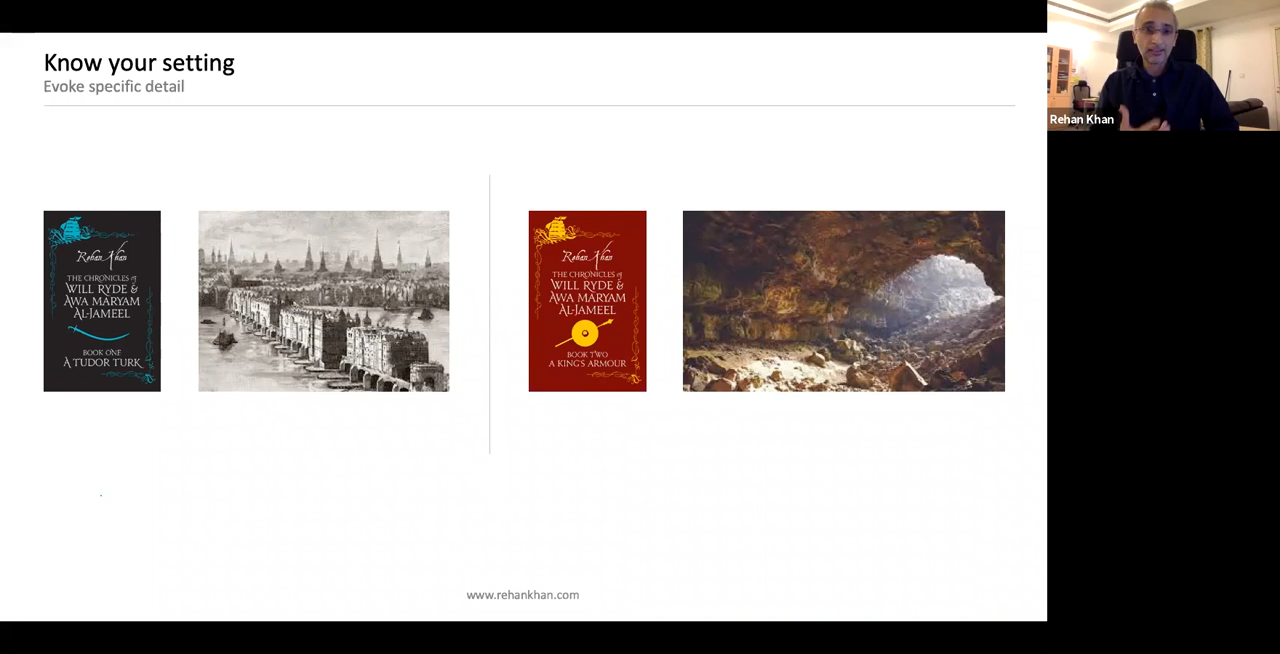 Know your setting
Evoke specific detail
Rehan Khan
THE CHRONICLES of
WILL RYDE &
AWA MARYAM
AL-JAMEEL
BOOK ONE
A TUDOR TURK
Rehan Khan
THE CHRONICLES of
WILL RYDE &
AWA MARYAM
AL-JAMEEL
BOOK TWO
A KING'S ARMOUR
www.rehankhan.com
Rehan Khan